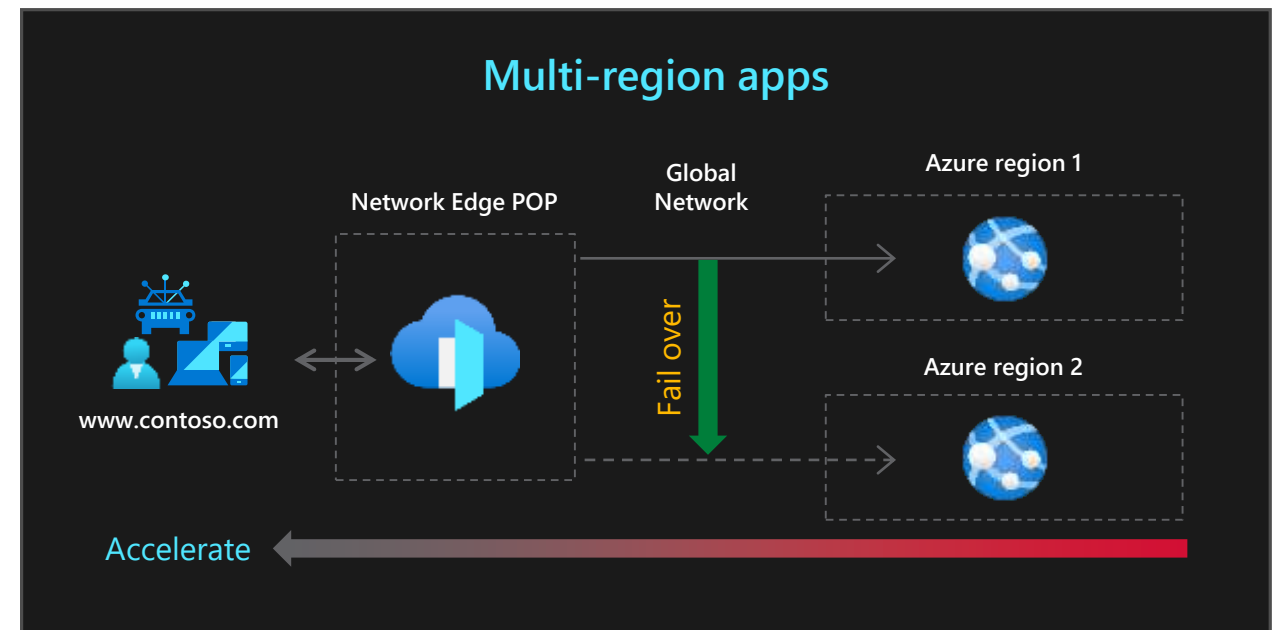 Multi-region apps
Network Edge POP
Global
Network
Azure region 1
Fail over
Azure region 2
www.contoso.com
Accelerate